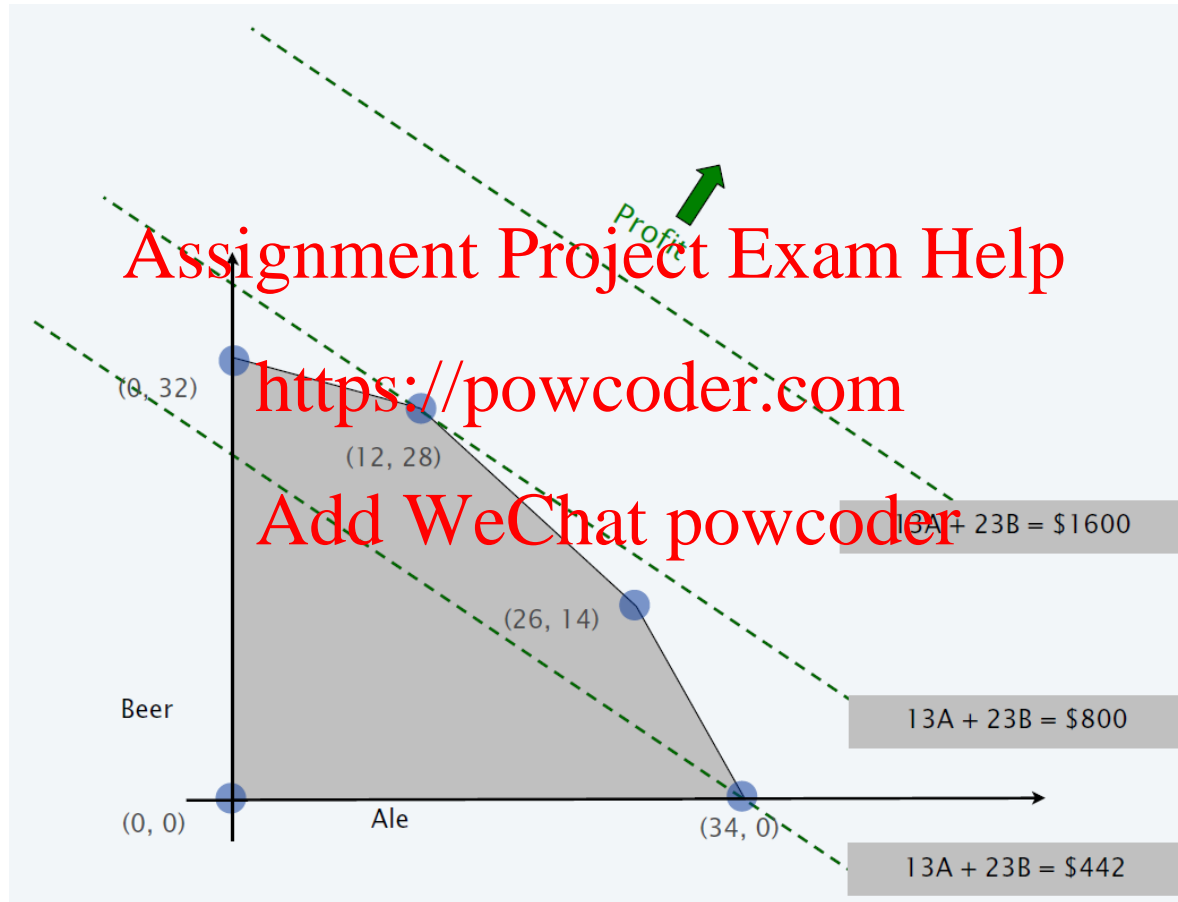 Profit
Assignment Project Exam Help
(0, 32)
https://powcoder.com
(12, 28)
Add WeChat powcoder
13A + 23B = $1600
(26, 14)
Beer
13A + 23B = $800
(0, 0)
Ale
(34, 0)
13A + 23B = $442